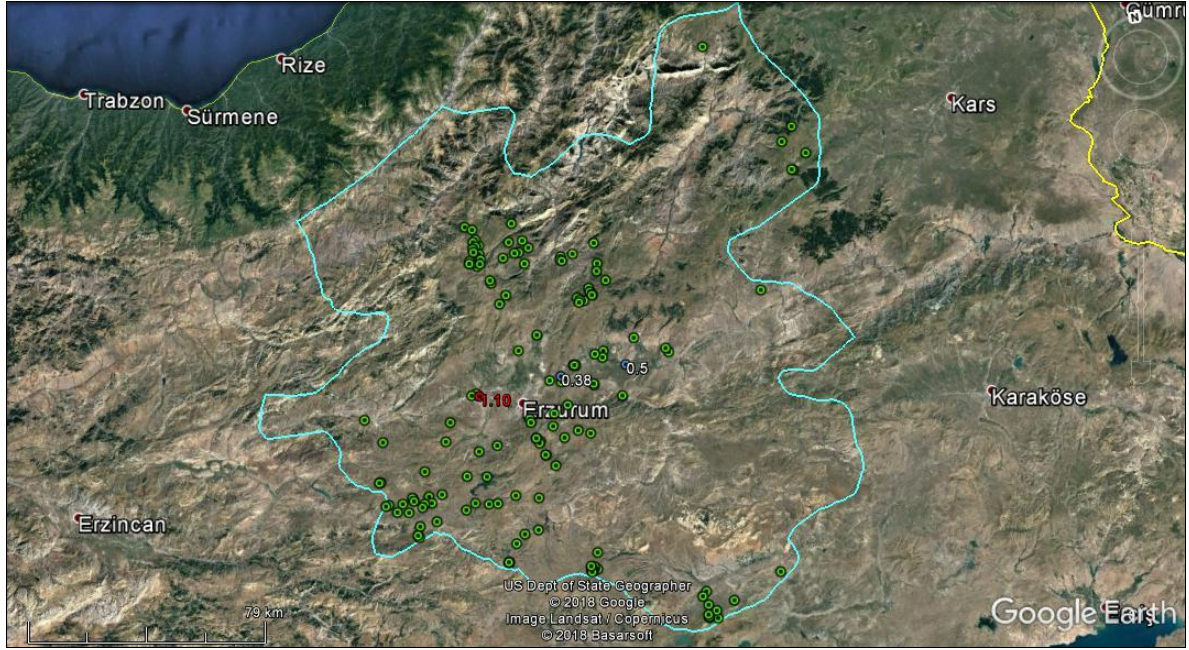 Gümrü
N
Rize
Trabzon
Sürmene
Kars
0.38
0.5
1.10
Erzurum
Karaköse
Erzincan
US Dept of State Geographer
© 2018 Google
Image Landsat / Copernicus
© 2018 Basarsoft
79 km
Google Earth